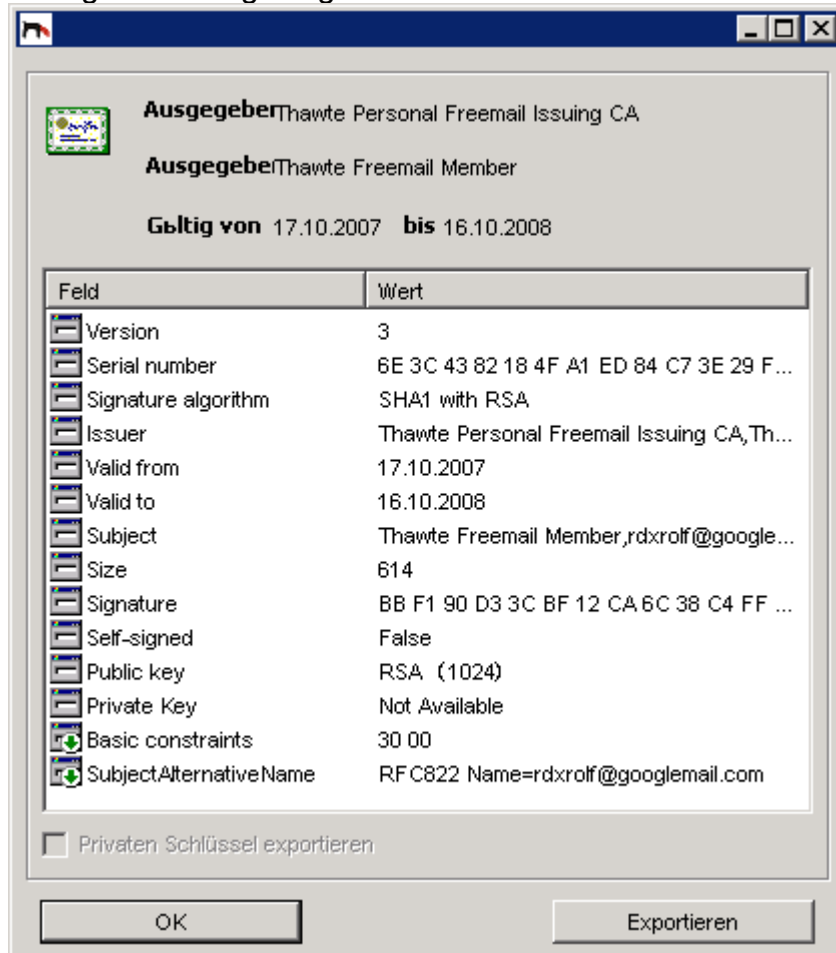 Ausgegeber Thawte Personal Freemail Issuing CA
Ausgegebe Thawte Freemail Member
Gьltig von 17.10.2007 bis 16.10.2008
Feld Wert
Version 3
Serial number 6E 3C 43 82 18 4F A1 ED 84 C7 3E 29 F...
Signature algorithm SHA1 with RSA
Issuer Thawte Personal Freemail Issuing CA,Th...
Valid from 17.10.2007
Valid to 16.10.2008
Subject Thawte Freemail Member,rdxrolf@google...
Size 614
Signature BB F1 90 D3 3C BF 12 CA 6C 38 C4 FF ...
Self-signed False
Public key RSA (1024)
Private Key Not Available
Basic constraints 30 00
SubjectAlternativeName RFC822 Name=rdxrolf@googlemail.com
Privaten Schlüssel exportieren
OK Exportieren